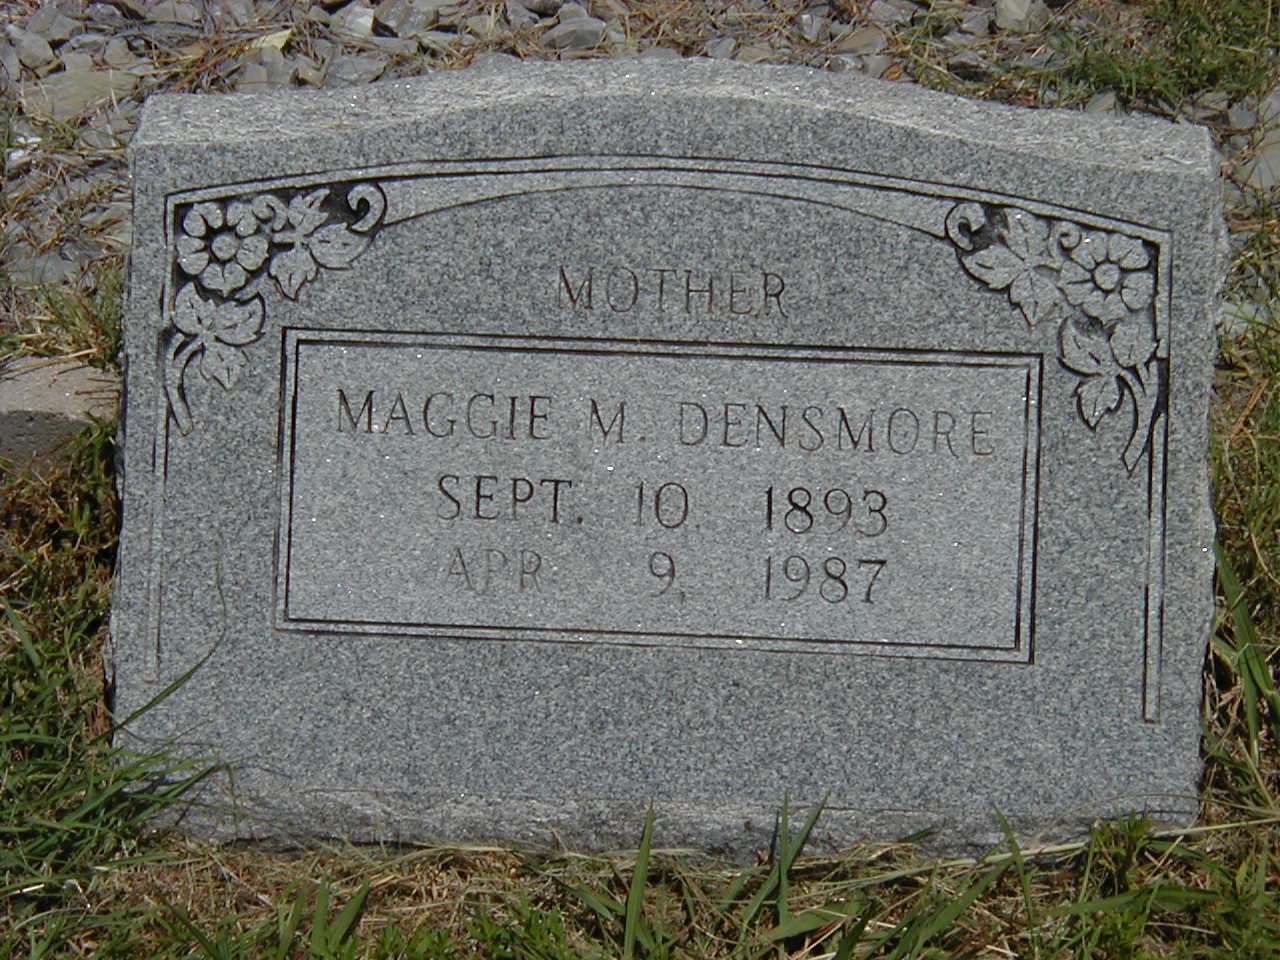 MOTHER
MAGGIE M. DENSMORE
SEPT. 10, 1893
APR. 9, 1987